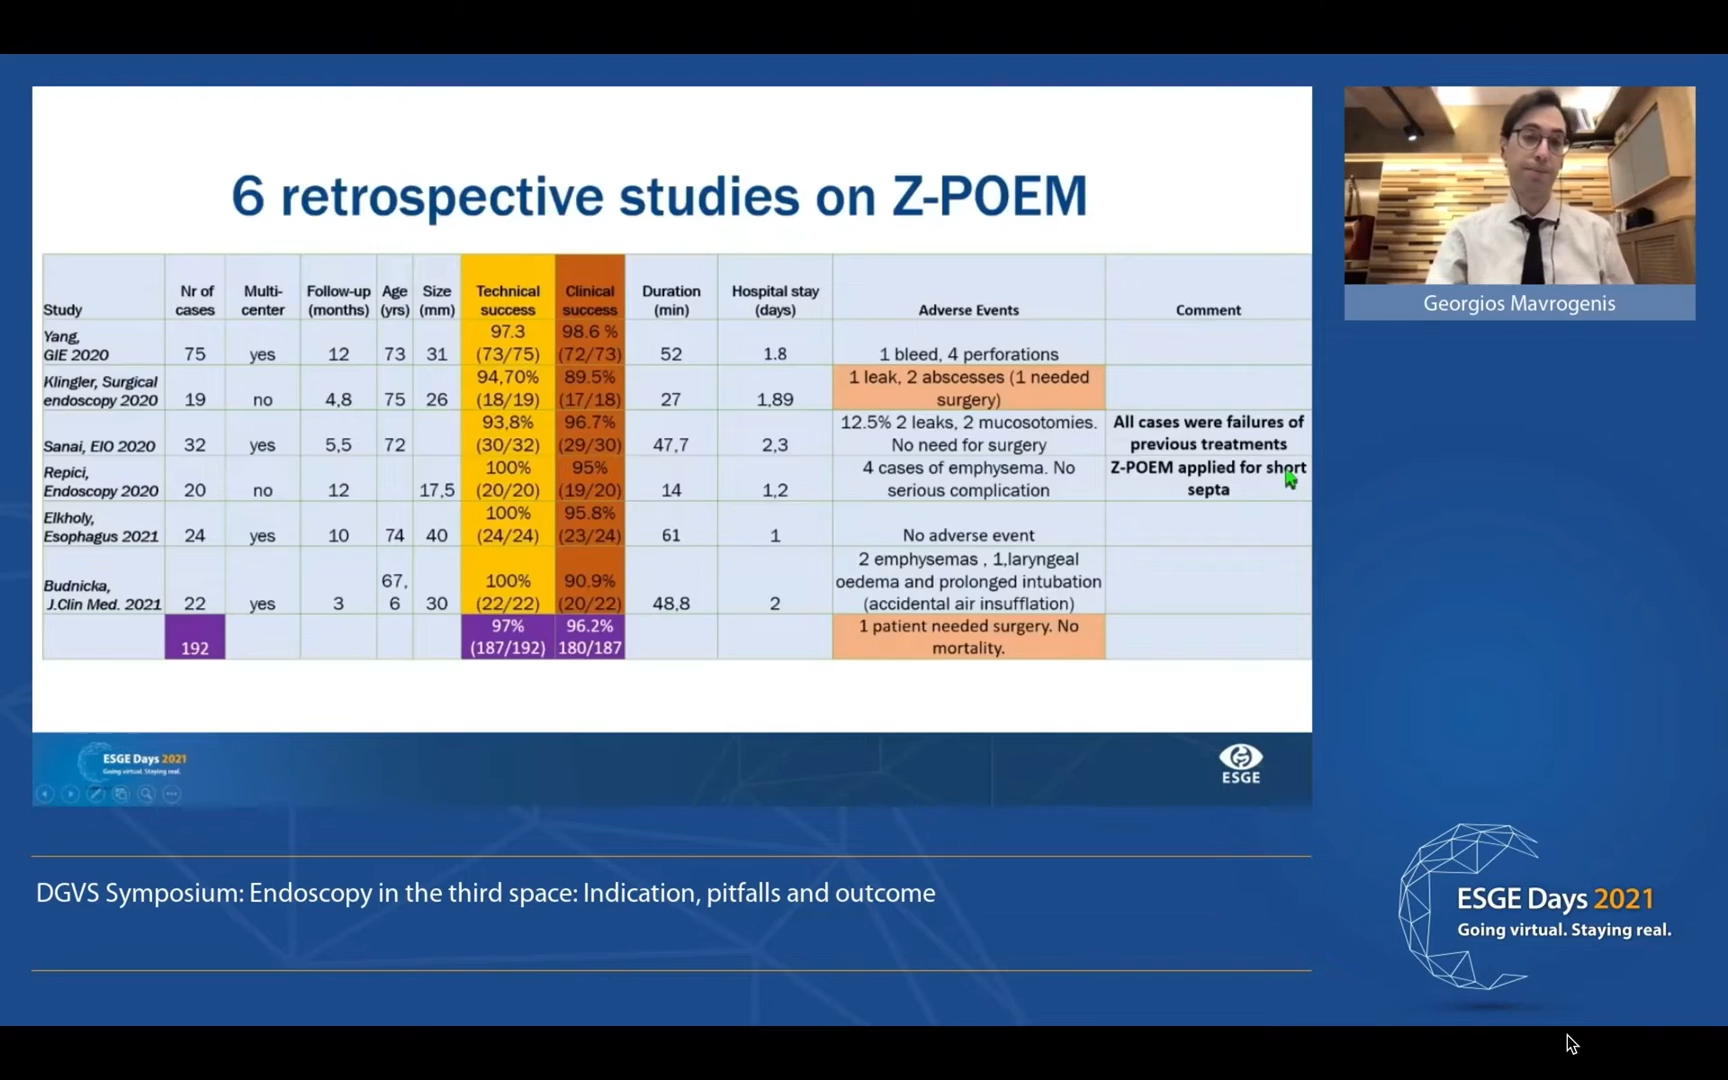 6 retrospective studies on Z-POEM
Study
Nr of cases
Multi-center
Follow-up (months)
Age (yrs)
Size (mm)
Technical success
Clinical success
Duration (min)
Hospital stay (days)
Adverse Events
Comment
Yang, GIE 2020
75
yes
12
73
31
97.3 (73/75)
98.6 % (72/73)
52
1.8
1 bleed, 4 perforations
Klingler, Surgical endoscopy 2020
19
no
4,8
75
26
94,70% (18/19)
89.5% (17/18)
27
1,89
1 leak, 2 abscesses (1 needed surgery)
Sanai, EIO 2020
32
yes
5,5
72
93,8% (30/32)
96.7% (29/30)
47,7
2,3
12.5% 2 leaks, 2 mucosotomies. No need for surgery
All cases were failures of previous treatments
Repici, Endoscopy 2020
20
no
12
17,5
100% (20/20)
95% (19/20)
14
1,2
4 cases of emphysema. No serious complication
Z-POEM applied for short septa
Elkholy, Esophagus 2021
24
yes
10
74
40
100% (24/24)
95.8% (23/24)
61
1
No adverse event
Budnicka, J.Clin Med. 2021
22
yes
3
67,6
30
100% (22/22)
90.9% (20/22)
48,8
2
2 emphysemas , 1,laryngeal oedema and prolonged intubation (accidental air insufflation)
192
97% (187/192)
96.2% 180/187
1 patient needed surgery. No mortality.
ESGE Days 2021
Going virtual. Staying real.
ESGE
Georgios Mavrogenis
DGVS Symposium: Endoscopy in the third space: Indication, pitfalls and outcome
ESGE Days 2021
Going virtual. Staying real.